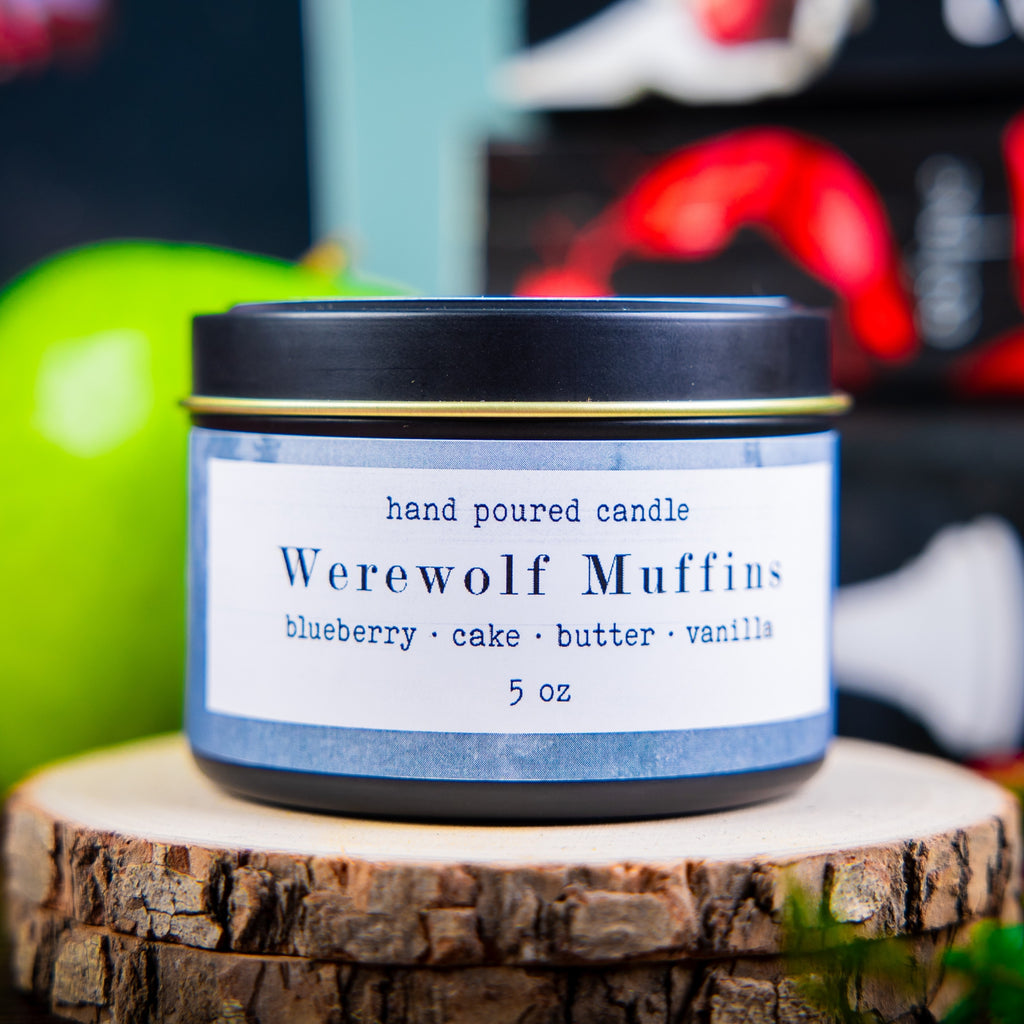 hand poured candle
Werewolf Muffins
blueberry · cake · butter · vanilla
5 oz